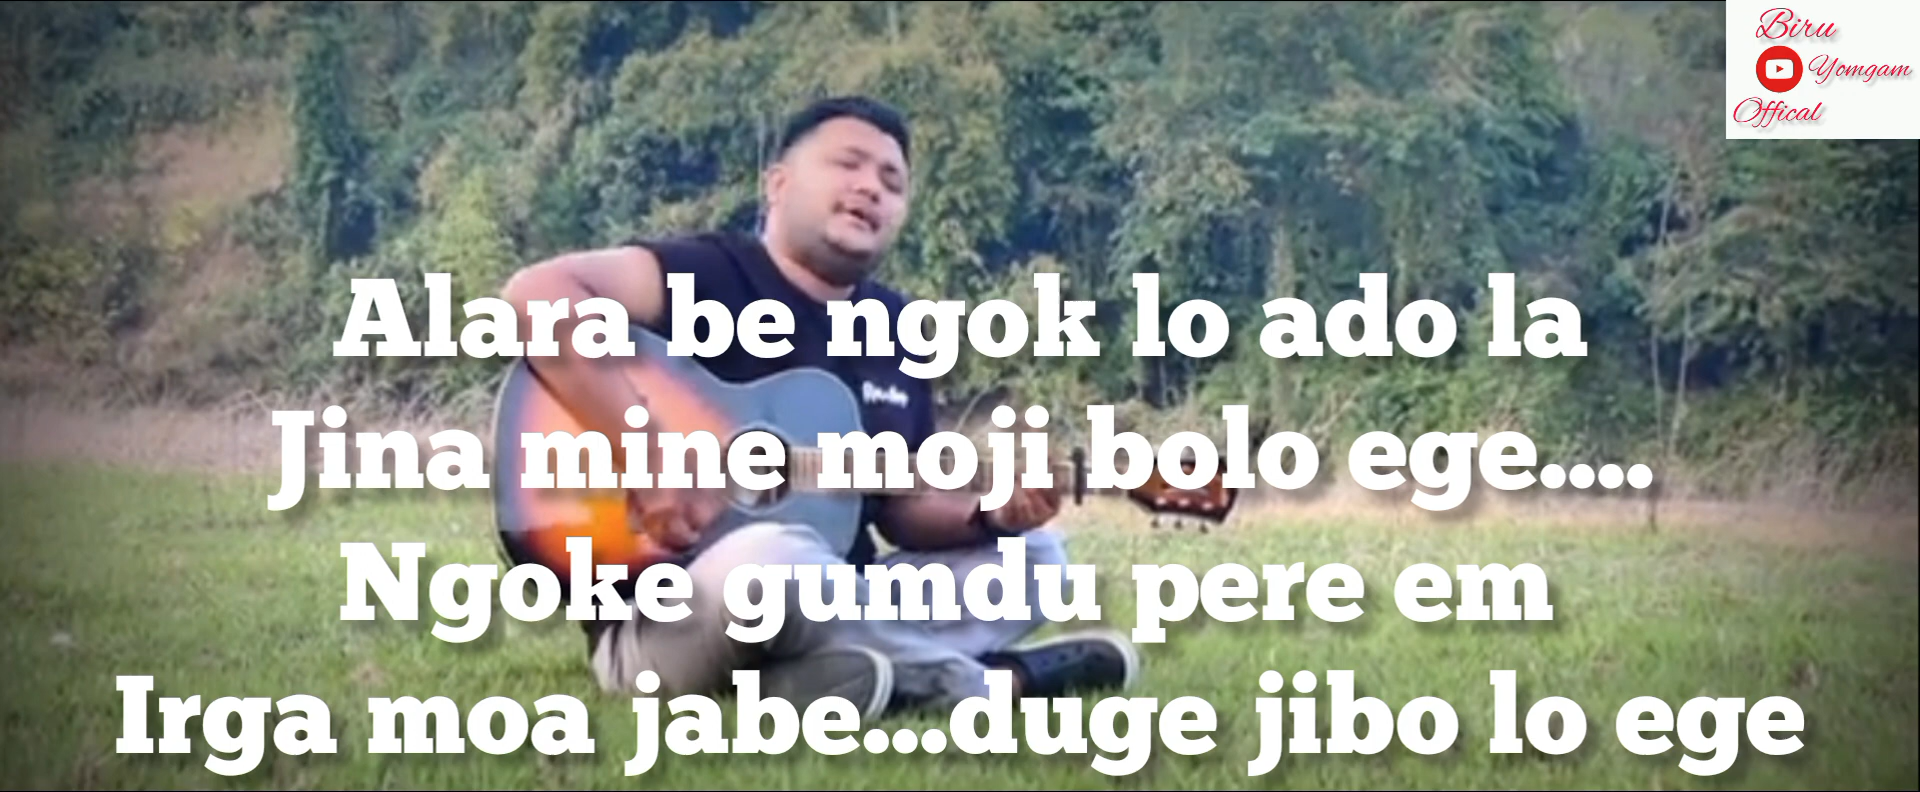 Biru
Yomgam
Offical
Alara be ngok lo ado la
Jina mine moji bolo ege....
Ngoke gumdu pere em
Irga moa jabe...duge jibo lo ege